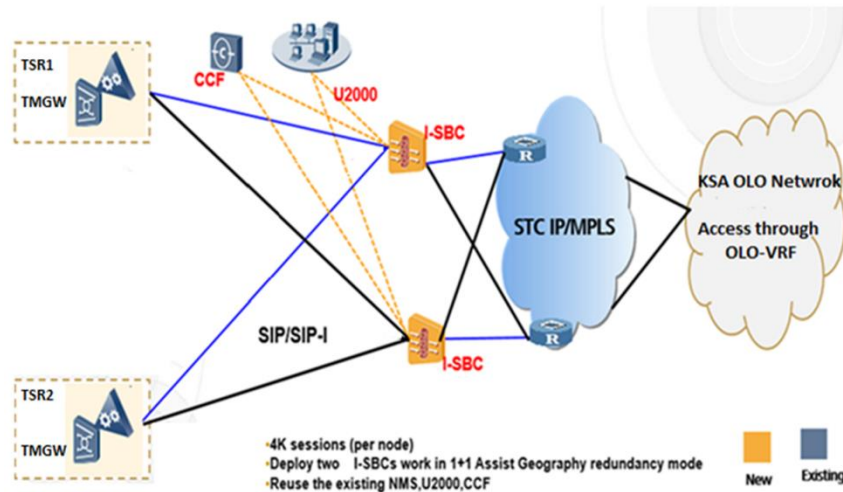 TSR1
TMGW
CCF
U2000
I-SBC
R
STC IP/MPLS
KSA OLO Netwrok
Access through
OLO-VRF
SIP/SIP-I
R
I-SBC
TSR2
TMGW
•4K sessions (per node)
•Deploy two I-SBCs work in 1+1 Assist Geography redundancy mode
•Reuse the existing NMS,U2000,CCF
New
Existing